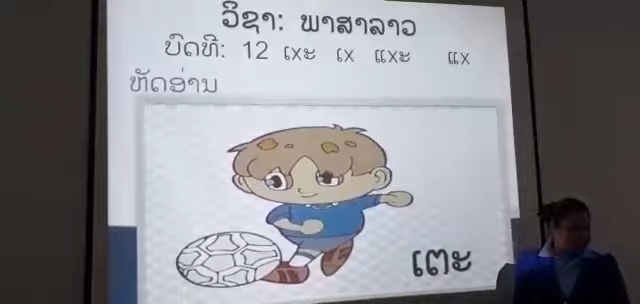 ວິຊາ: ພາສາລາວ
ບົດທີ: 12 ເxະ ເx ແxະ ແx
ຫັດອ່ານ
ເຕະ